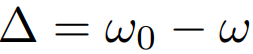 Δ = ω₀ − ω